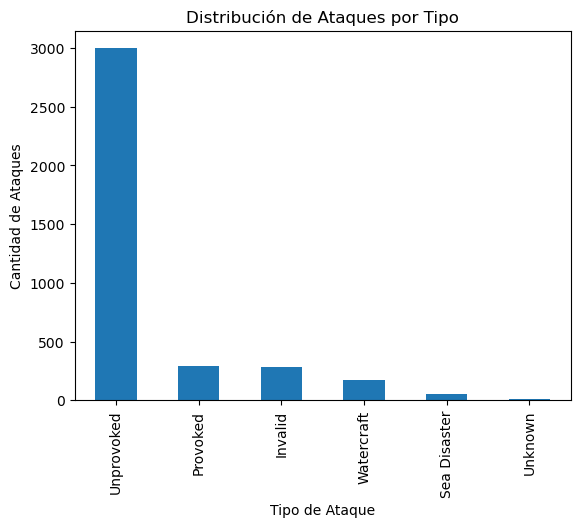 Distribución de Ataques por Tipo
Cantidad de Ataques
3000
2500
2000
1500
1000
500
0
Unprovoked
Provoked
Invalid
Watercraft
Sea Disaster
Unknown
Tipo de Ataque